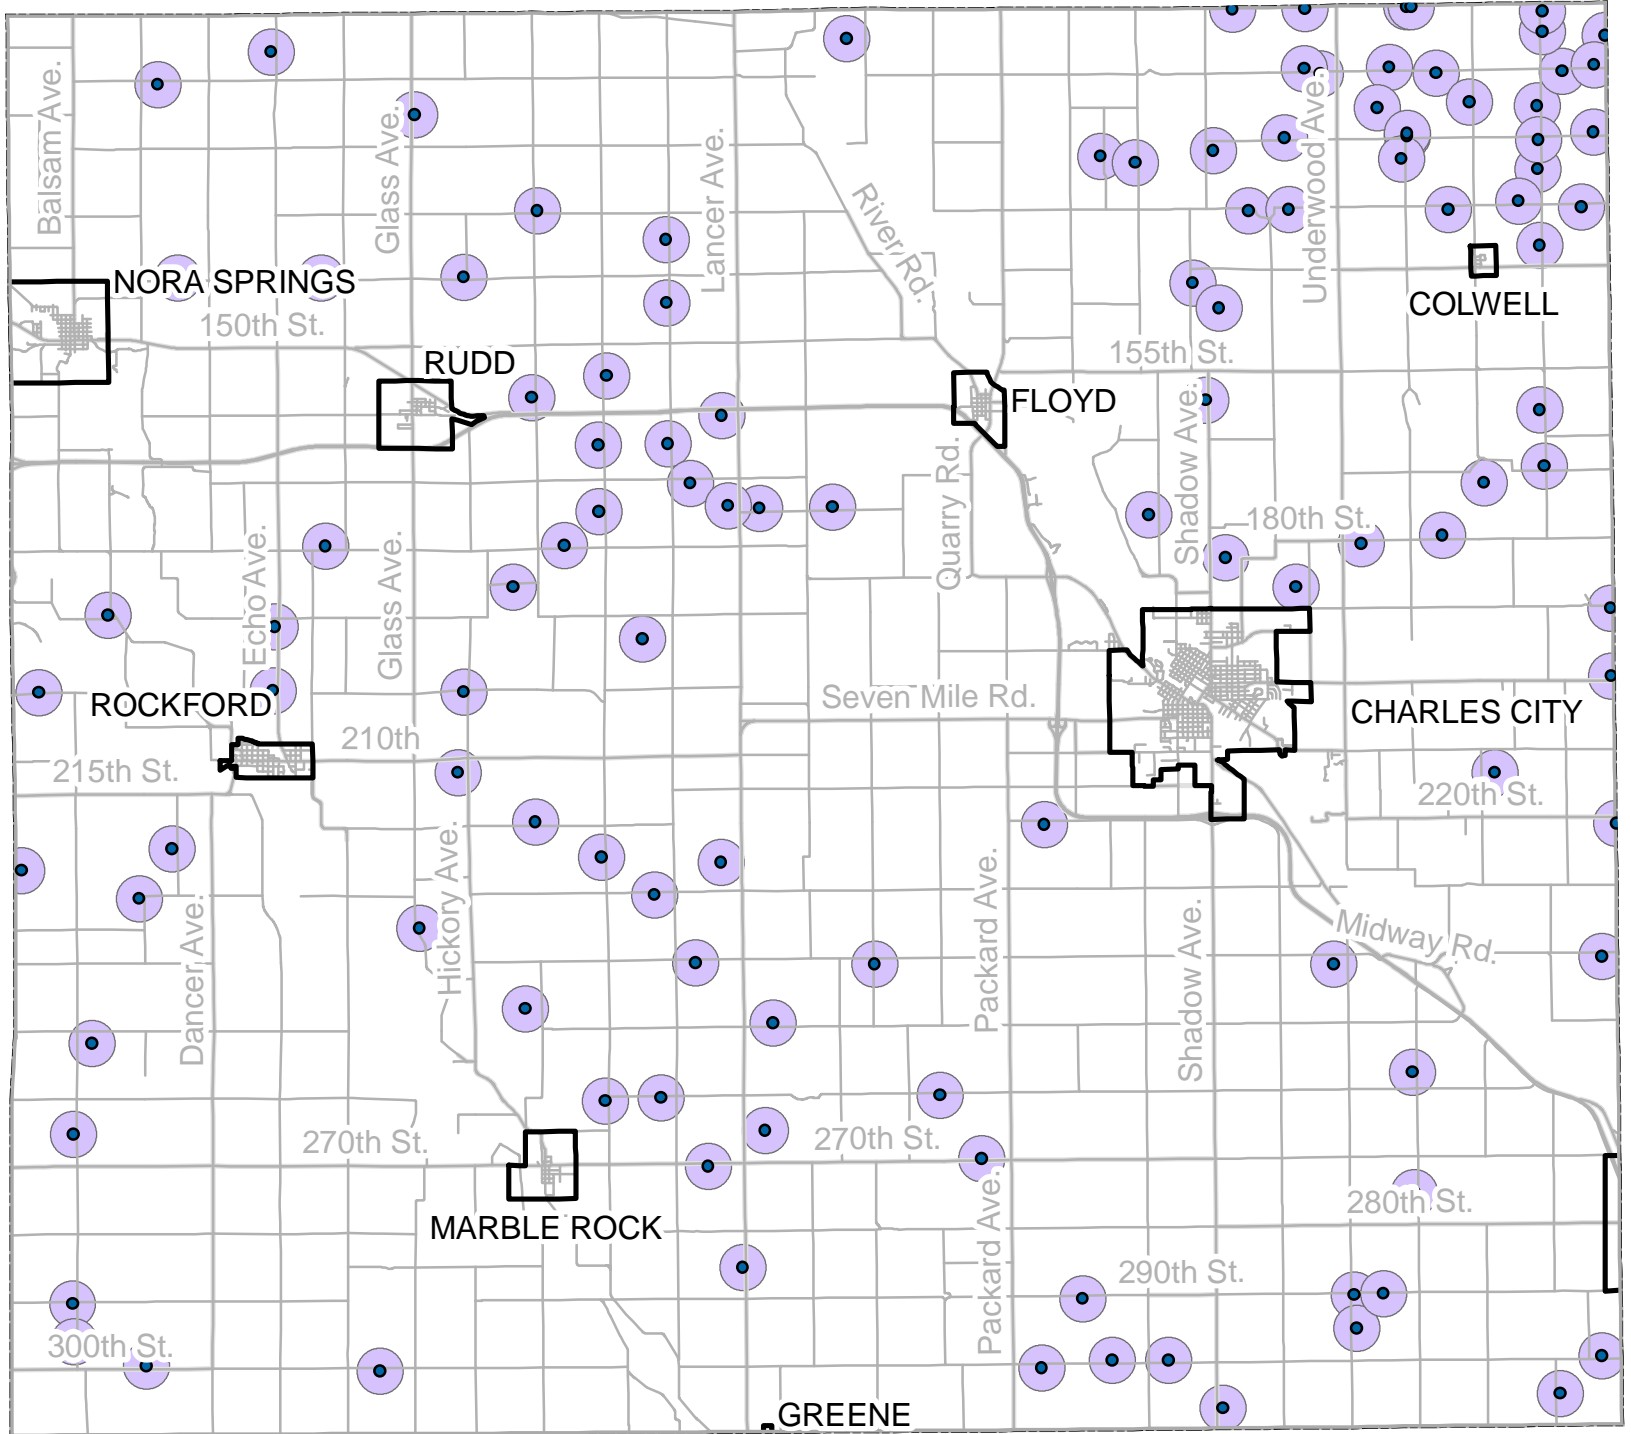 Balsam Ave.
Glass Ave.
Lancer Ave.
River Rd.
Underwood Ave.
NORA SPRINGS
150th St.
COLWELL
RUDD
155th St.
FLOYD
Shadow Ave.
Quarry Rd.
180th St.
Echo Ave.
Glass Ave.
ROCKFORD
Seven Mile Rd.
CHARLES CITY
210th
215th St.
220th St.
Hickory Ave.
Packard Ave.
Dancer Ave.
Shadow Ave.
Midway Rd.
270th St.
270th St.
MARBLE ROCK
280th St.
Packard Ave.
290th St.
300th St.
GREENE